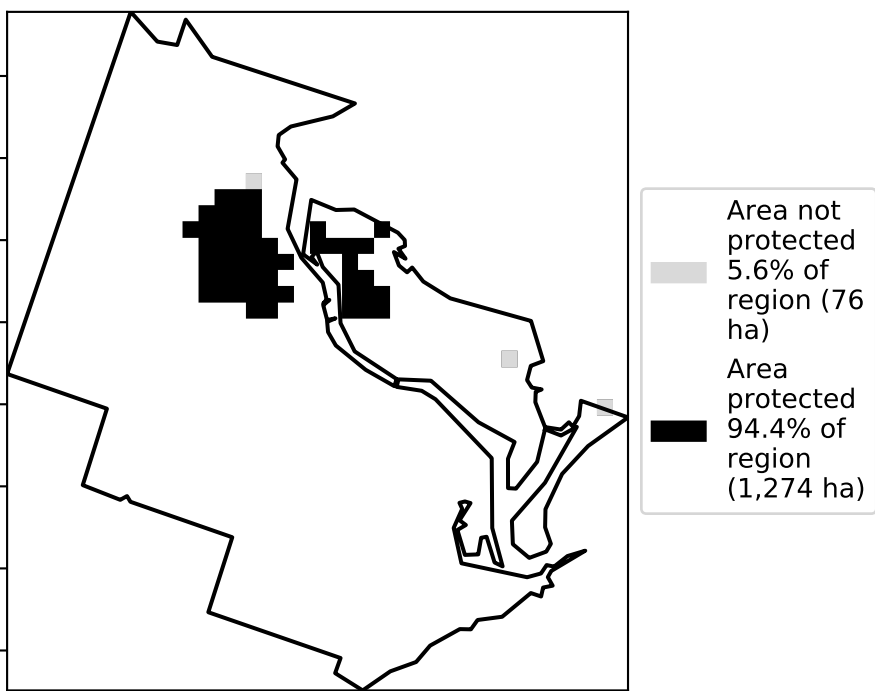 Area not
protected
5.6% of
region (76
ha)
Area
protected
94.4% of
region
(1,274 ha)